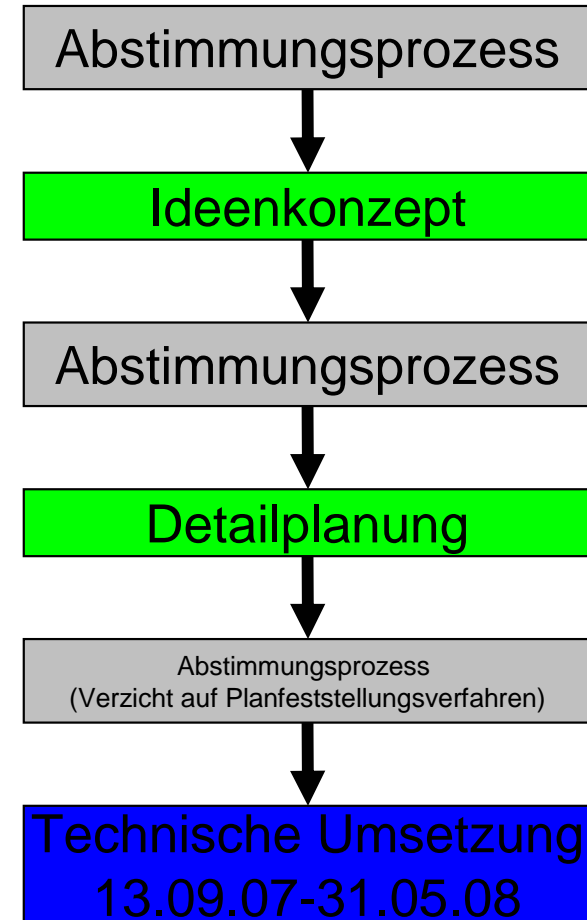 Abstimmungsprozess
Ideenkonzept
Abstimmungsprozess
Detailplanung
Abstimmungsprozess
(Verzicht auf Planfeststellungsverfahren)
Technische Umsetzung
13.09.07-31.05.08